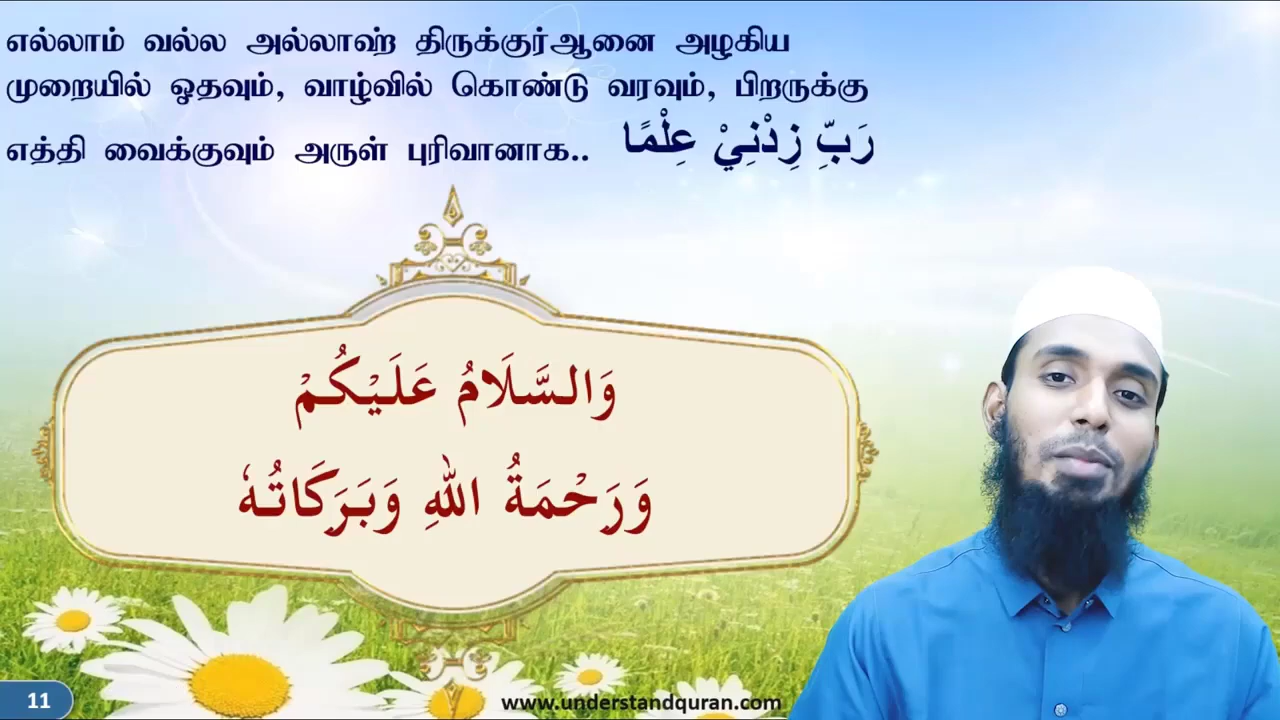 எல்லாம் வல்ல அல்லாஹ் திருக்குர்ஆனை அழகிய
முறையில் ஓதவும், வாழ்வில் கொண்டு வரவும், பிறருக்கு
எத்தி வைக்குவும் அருள் புரிவானாக.. رَبِّ زِدْنِيْ عِلْمًا
وَالسَّلَامُ عَلَيْكُمْ
وَرَحْمَةُ اللهِ وَبَرَكَاتُهٗ
11
www.understandquran.com